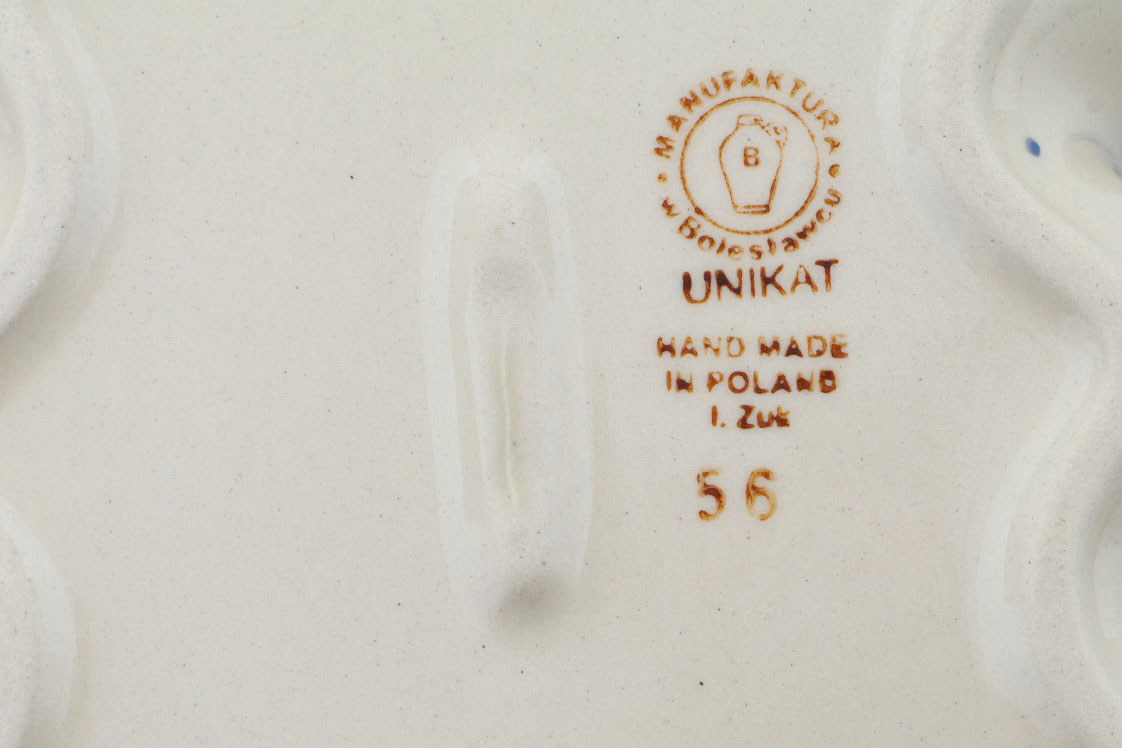 MANUFAKTURA
w Bolesławcu
B
UNIKAT
HAND MADE
IN POLAND
I. Zuk
56